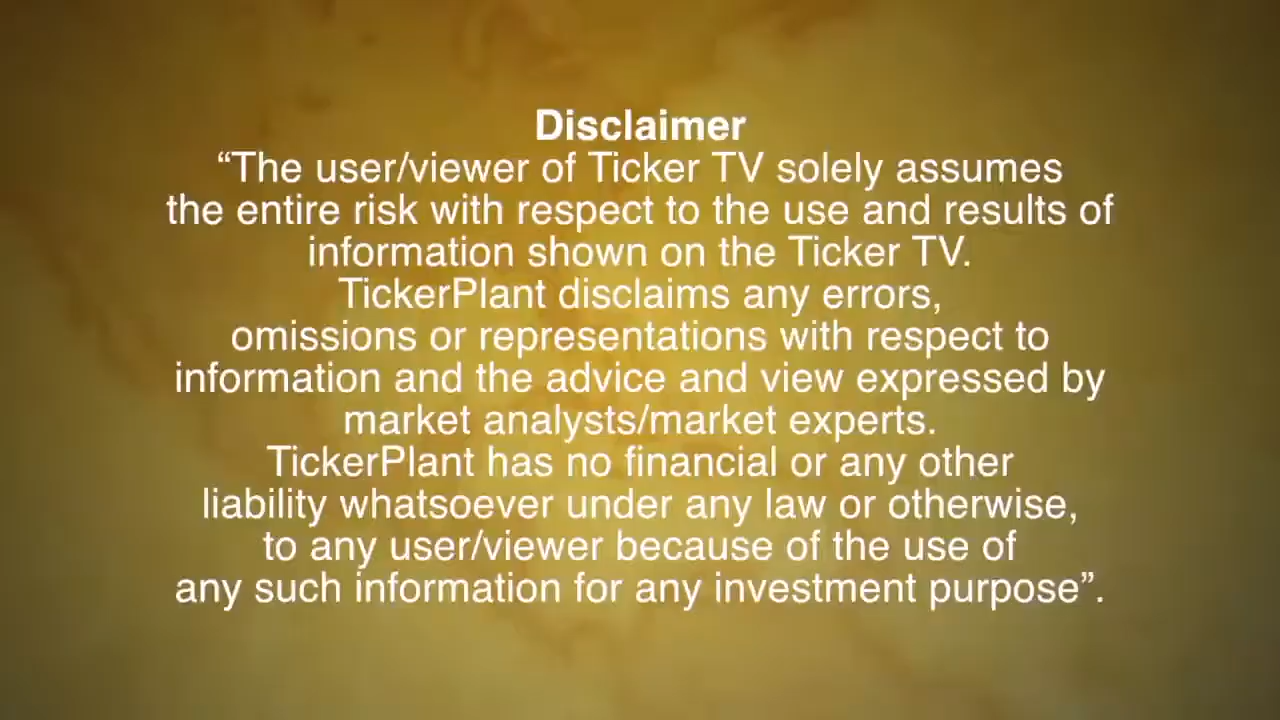 Disclaimer
“The user/viewer of Ticker TV solely assumes
the entire risk with respect to the use and results of
information shown on the Ticker TV.
TickerPlant disclaims any errors,
omissions or representations with respect to
information and the advice and view expressed by
market analysts/market experts.
TickerPlant has no financial or any other
liability whatsoever under any law or otherwise,
to any user/viewer because of the use of
any such information for any investment purpose”.